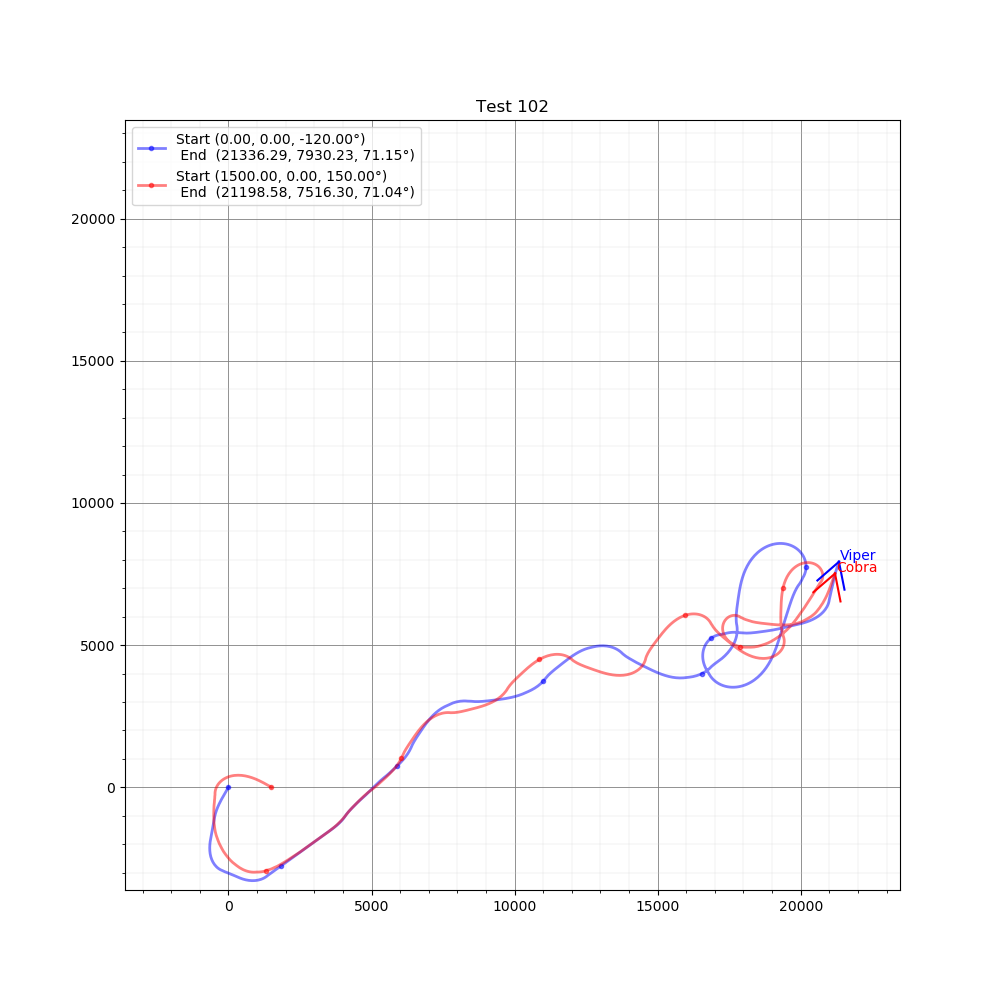 Test 102
Start (0.00, 0.00, -120.00°)
End  (21336.29, 7930.23, 71.15°)
Start (1500.00, 0.00, 150.00°)
End  (21198.58, 7516.30, 71.04°)
20000
15000
10000
Viper
Cobra
5000
0
0
5000
10000
15000
20000